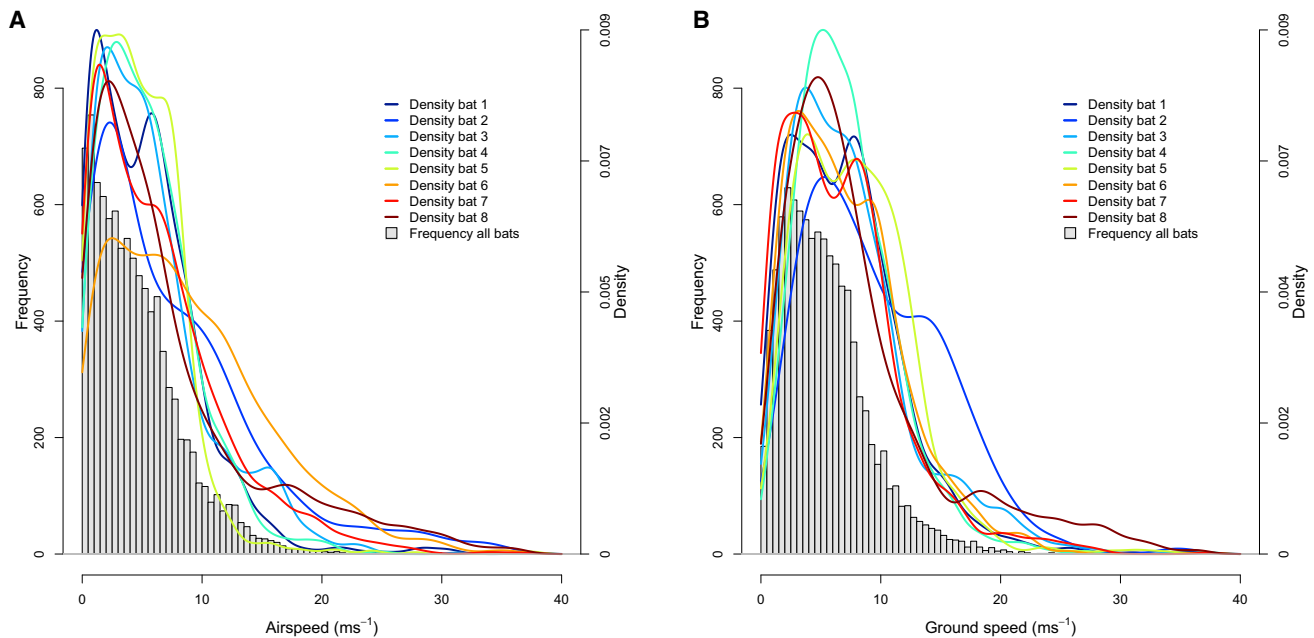 A
Frequency
0
200
400
600
800
0
10
20
30
40
Airspeed (ms⁻¹)
0
0.002
0.005
0.007
0.009
Density
Density bat 1
Density bat 2
Density bat 3
Density bat 4
Density bat 5
Density bat 6
Density bat 7
Density bat 8
Frequency all bats
B
Frequency
0
200
400
600
800
0
10
20
30
40
Ground speed (ms⁻¹)
0
0.002
0.004
0.007
0.009
Density
Density bat 1
Density bat 2
Density bat 3
Density bat 4
Density bat 5
Density bat 6
Density bat 7
Density bat 8
Frequency all bats